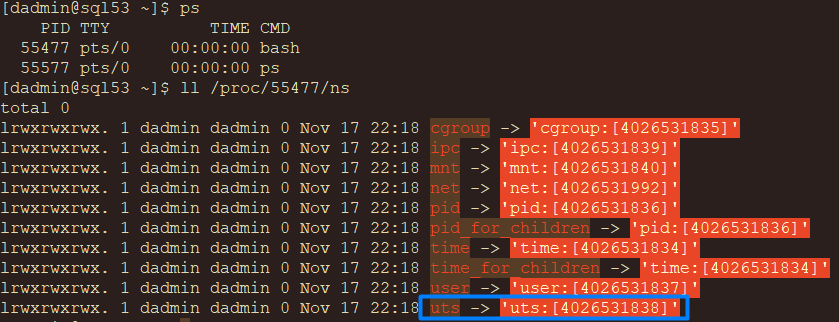 [dadmin@sql53 ~]$ ps
    PID TTY          TIME CMD
  55477 pts/0    00:00:00 bash
  55577 pts/0    00:00:00 ps
[dadmin@sql53 ~]$ ll /proc/55477/ns
total 0
lrwxrwxrwx. 1 dadmin dadmin 0 Nov 17 22:18 cgroup -> 'cgroup:[4026531835]'
lrwxrwxrwx. 1 dadmin dadmin 0 Nov 17 22:18 ipc -> 'ipc:[4026531839]'
lrwxrwxrwx. 1 dadmin dadmin 0 Nov 17 22:18 mnt -> 'mnt:[4026531840]'
lrwxrwxrwx. 1 dadmin dadmin 0 Nov 17 22:18 net -> 'net:[4026531992]'
lrwxrwxrwx. 1 dadmin dadmin 0 Nov 17 22:18 pid -> 'pid:[4026531836]'
lrwxrwxrwx. 1 dadmin dadmin 0 Nov 17 22:18 pid_for_children -> 'pid:[4026531836]'
lrwxrwxrwx. 1 dadmin dadmin 0 Nov 17 22:18 time -> 'time:[4026531834]'
lrwxrwxrwx. 1 dadmin dadmin 0 Nov 17 22:18 time_for_children -> 'time:[4026531834]'
lrwxrwxrwx. 1 dadmin dadmin 0 Nov 17 22:18 user -> 'user:[4026531837]'
lrwxrwxrwx. 1 dadmin dadmin 0 Nov 17 22:18 uts -> 'uts:[4026531838]'